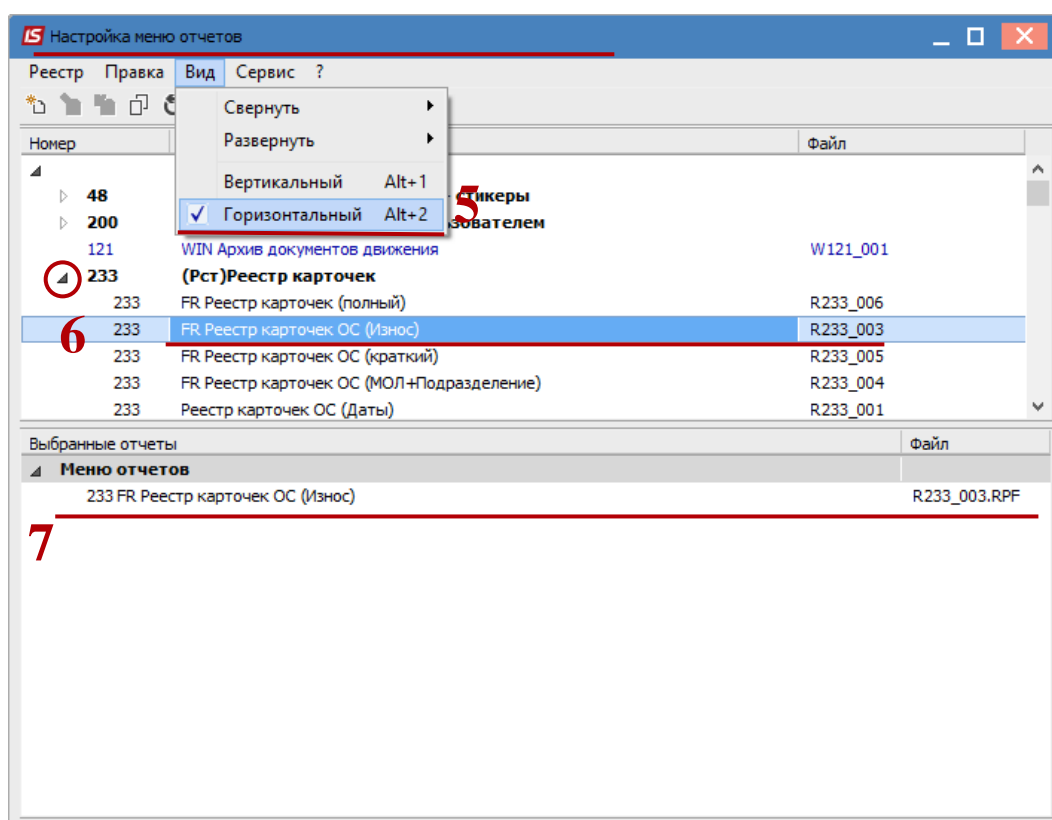 IS Настройка меню отчетов
Реестр Правка Вид Сервис ?
Свернуть
Развернуть
Вертикальный Alt+1
Горизонтальный Alt+2
5
Номер Файл
48 стикеры
200
121 WIN Архив документов движения W121_001
233 (Рст)Реестр карточек
233 FR Реестр карточек (полный) R233_006
6
233 FR Реестр карточек ОС (Износ) R233_003
233 FR Реестр карточек ОС (краткий) R233_005
233 FR Реестр карточек ОС (МОЛ+Подразделение) R233_004
233 Реестр карточек ОС (Даты) R233_001
Выбранные отчеты Файл
Меню отчетов
233 FR Реестр карточек ОС (Износ) R233_003.RPF
7